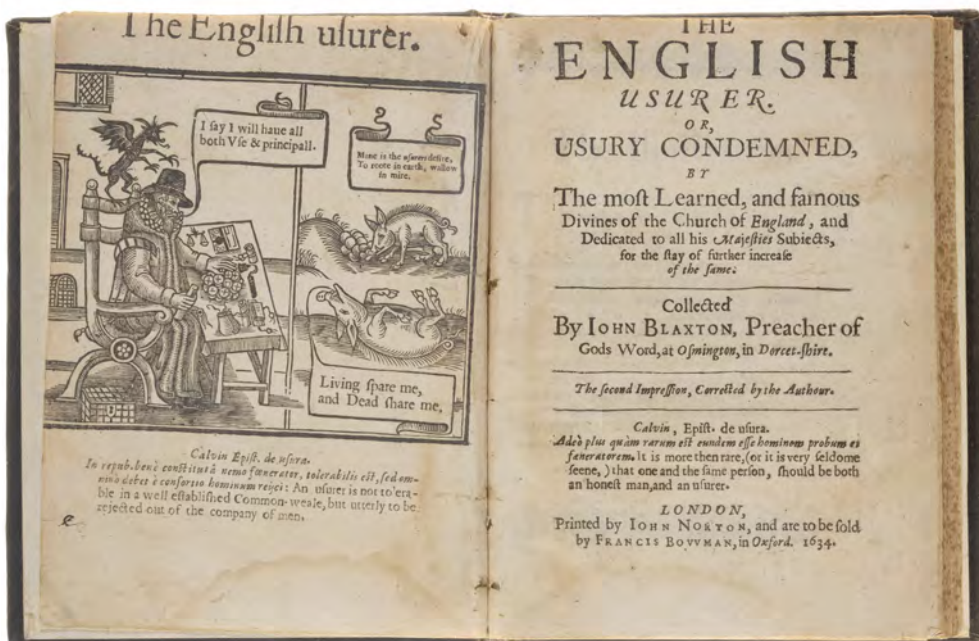 The Engliſh uſurer.
I ſay I will haue all
both Vſe & principall.
Mine is the uſurers deſire,
To roote in earth, wallow
in mire.
Living ſpare me,
and Dead ſhare me.
Calvin Epiſt. de uſura.
In repub. benè conſtitutâ nemo fœnerator, tolerabilis eſt, ſed om-
ninò debet è conſortio hominum reijci: An uſurer is not tolera-
ble in a well eſtabliſhed Common-weale, but utterly to be
rejected out of the company of men.
THE
ENGLISH
USURER.
OR,
USURY CONDEMNED,
BY
The moſt Learned, and famous
Divines of the Church of England, and
Dedicated to all his Majeſties Subiects,
for the ſtay of further increaſe
of the ſame.
Collected
By IOHN BLAXTON, Preacher of
Gods Word, at Oſmington, in Dorcet-ſhire.
The ſecond Impreſſion, Corrected by the Authour.
Calvin, Epiſt. de uſura.
Adeò plus quàm rarum eſt eundem eſſe hominem probum et
fæneratorem. It is more then rare, (or it is very ſeldome
ſeene,) that one and the ſame perſon, ſhould be both
an honeſt man, and an uſurer.
LONDON,
Printed by IOHN NORTON, and are to be ſold
by FRANCIS BOVVMAN, in Oxford. 1634.